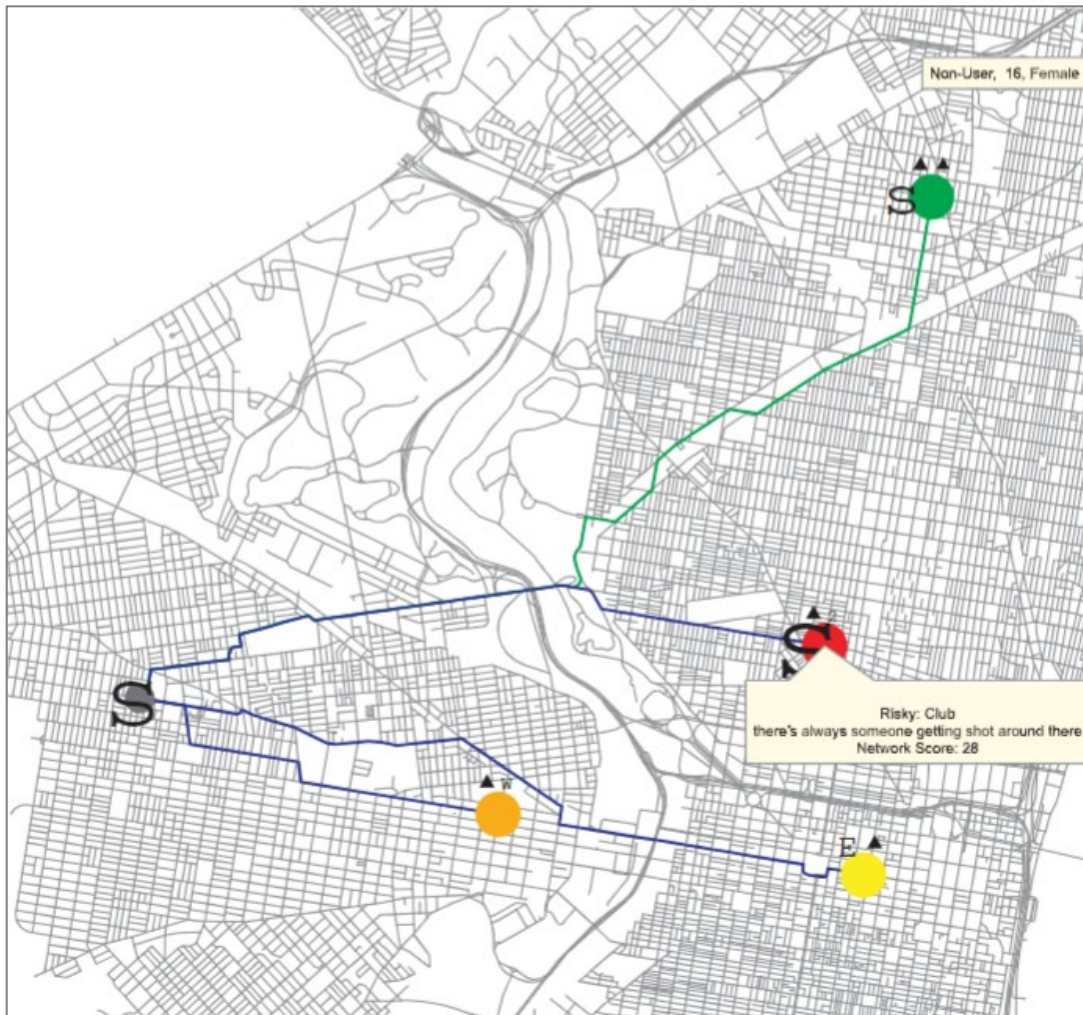 Non-User, 16, Female
S
S
S
W
E
Risky: Club
there's always someone getting shot around there
Network Score: 28